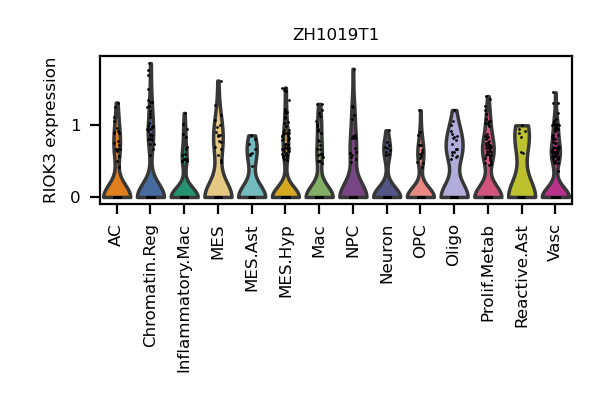 ZH1019T1
RIOK3 expression
1
0
AC
Chromatin.Reg
Inflammatory.Mac
MES
MES.Ast
MES.Hyp
Mac
NPC
Neuron
OPC
Oligo
Prolif.Metab
Reactive.Ast
Vasc